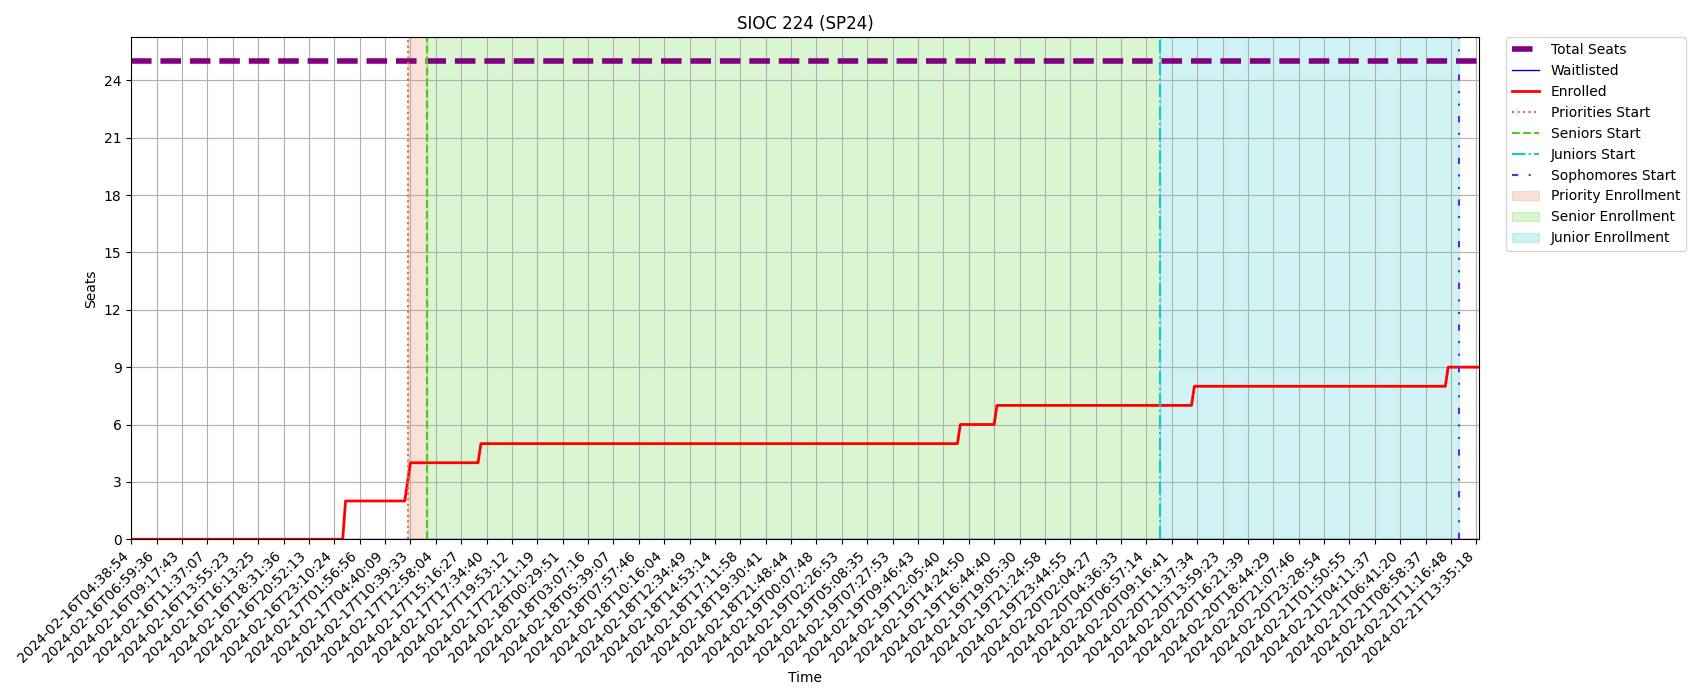 SIOC 224 (SP24)
Total Seats
Waitlisted
Enrolled
Priorities Start
Seniors Start
Juniors Start
Sophomores Start
Priority Enrollment
Senior Enrollment
Junior Enrollment
Seats
24
21
18
15
12
9
6
3
0
2024-02-16T04:38:54
2024-02-16T06:59:36
2024-02-16T09:17:43
2024-02-16T11:37:07
2024-02-16T13:55:23
2024-02-16T16:13:25
2024-02-16T18:31:36
2024-02-16T20:52:13
2024-02-16T23:10:24
2024-02-17T01:56:56
2024-02-17T04:40:09
2024-02-17T10:39:33
2024-02-17T12:58:04
2024-02-17T15:16:27
2024-02-17T17:34:40
2024-02-17T19:53:12
2024-02-17T22:11:19
2024-02-18T00:29:51
2024-02-18T03:07:16
2024-02-18T05:39:07
2024-02-18T07:57:46
2024-02-18T10:16:04
2024-02-18T12:34:49
2024-02-18T14:53:14
2024-02-18T17:11:58
2024-02-18T19:30:41
2024-02-18T21:48:44
2024-02-19T00:07:48
2024-02-19T02:26:53
2024-02-19T05:08:35
2024-02-19T07:27:53
2024-02-19T09:46:43
2024-02-19T12:05:40
2024-02-19T14:24:50
2024-02-19T16:44:40
2024-02-19T19:05:30
2024-02-19T21:24:58
2024-02-19T23:44:55
2024-02-20T02:04:27
2024-02-20T04:36:33
2024-02-20T06:57:14
2024-02-20T09:16:41
2024-02-20T11:37:34
2024-02-20T13:59:23
2024-02-20T16:21:39
2024-02-20T18:44:29
2024-02-20T21:07:46
2024-02-20T23:28:54
2024-02-21T01:50:55
2024-02-21T04:11:37
2024-02-21T06:41:20
2024-02-21T08:58:37
2024-02-21T11:16:48
2024-02-21T13:35:18
Time